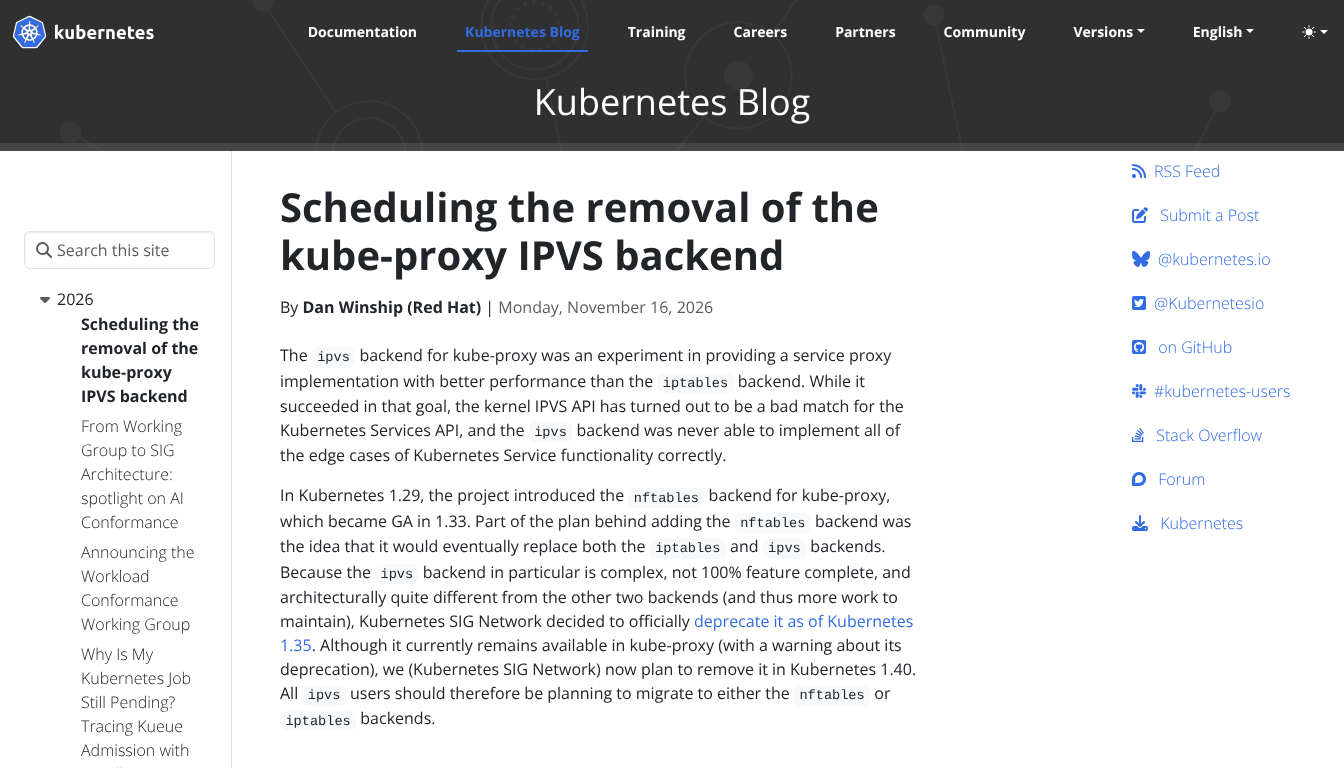 kubernetes
Documentation
Kubernetes Blog
Training
Careers
Partners
Community
Versions
English
Kubernetes Blog
Search this site
2026
Scheduling the
removal of the
kube-proxy
IPVS backend
From Working
Group to SIG
Architecture:
spotlight on AI
Conformance
Announcing the
Workload
Conformance
Working Group
Why Is My
Kubernetes Job
Still Pending?
Tracing Kueue
Admission with
Scheduling the removal of the
kube-proxy IPVS backend
By Dan Winship (Red Hat) | Monday, November 16, 2026
The ipvs backend for kube-proxy was an experiment in providing a service proxy
implementation with better performance than the iptables backend. While it
succeeded in that goal, the kernel IPVS API has turned out to be a bad match for the
Kubernetes Services API, and the ipvs backend was never able to implement all of
the edge cases of Kubernetes Service functionality correctly.
In Kubernetes 1.29, the project introduced the nftables backend for kube-proxy,
which became GA in 1.33. Part of the plan behind adding the nftables backend was
the idea that it would eventually replace both the iptables and ipvs backends.
Because the ipvs backend in particular is complex, not 100% feature complete, and
architecturally quite different from the other two backends (and thus more work to
maintain), Kubernetes SIG Network decided to officially deprecate it as of Kubernetes
1.35. Although it currently remains available in kube-proxy (with a warning about its
deprecation), we (Kubernetes SIG Network) now plan to remove it in Kubernetes 1.40.
All ipvs users should therefore be planning to migrate to either the nftables or
iptables backends.
RSS Feed
Submit a Post
@kubernetes.io
@Kubernetesio
on GitHub
#kubernetes-users
Stack Overflow
Forum
Kubernetes